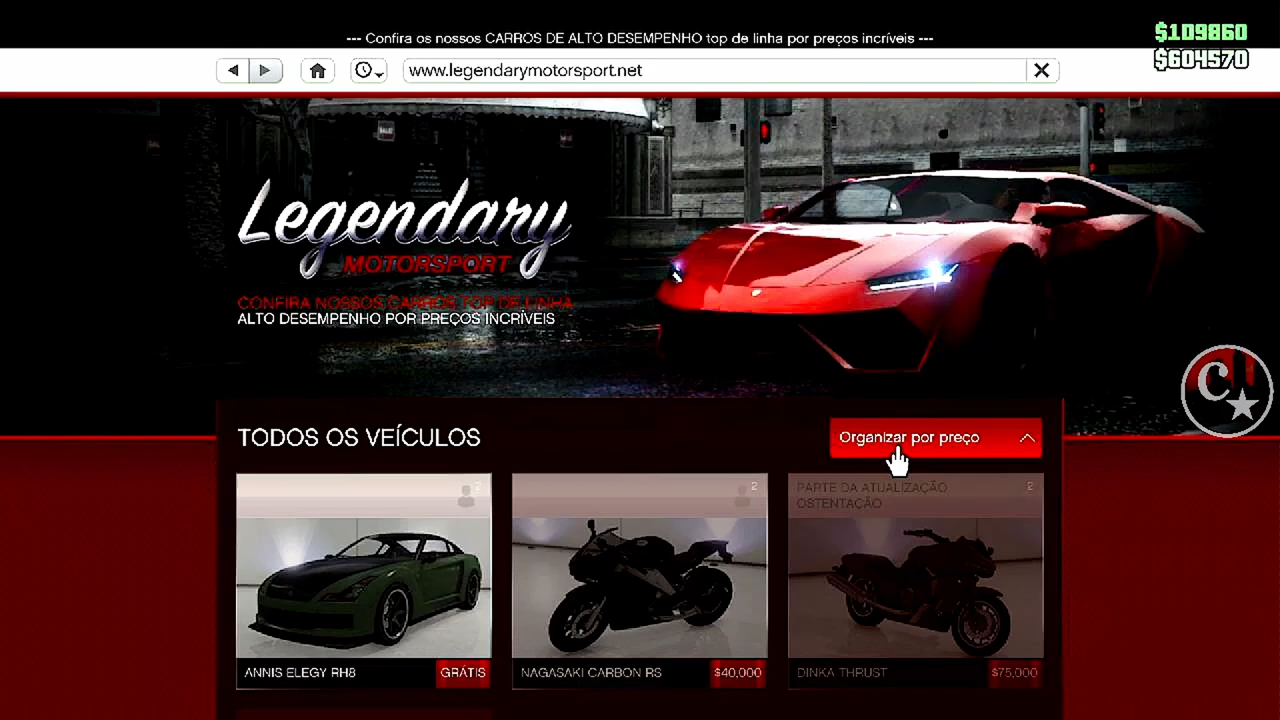 --- Confira os nossos CARROS DE ALTO DESEMPENHO top de linha por preços incríveis ---
$109860
$604570
www.legendarymotorsport.net
Legendary
MOTORSPORT
CONFIRA NOSSOS CARROS TOP DE LINHA
ALTO DESEMPENHO POR PREÇOS INCRÍVEIS
C
TODOS OS VEÍCULOS
Organizar por preço
2
2
PARTE DA ATUALIZAÇÃO
OSTENTAÇÃO
2
ANNIS ELEGY RH8
GRÁTIS
NAGASAKI CARBON RS
$40,000
DINKA THRUST
$75,000